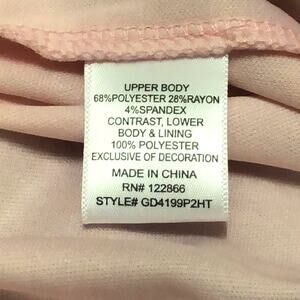 UPPER BODY
68%POLYESTER 28%RAYON
4%SPANDEX
CONTRAST, LOWER
BODY & LINING
100% POLYESTER
EXCLUSIVE OF DECORATION
MADE IN CHINA
RN# 122866
STYLE# GD4199P2HT